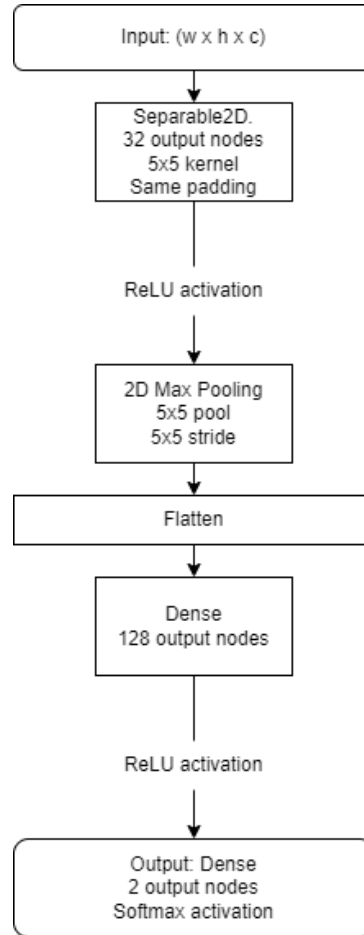 Input: (w x h x c)
Separable2D.
32 output nodes
5x5 kernel
Same padding
ReLU activation
2D Max Pooling
5x5 pool
5x5 stride
Flatten
Dense
128 output nodes
ReLU activation
Output: Dense
2 output nodes
Softmax activation